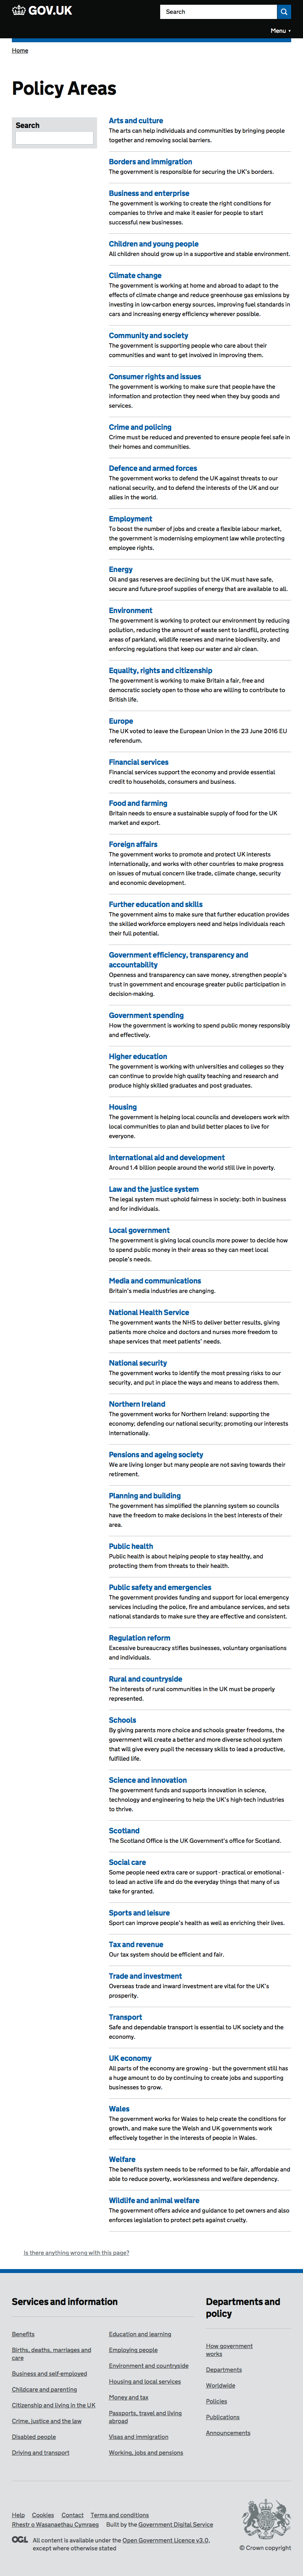 GOV.UK
Search
Menu
Home
Policy Areas
Search
Arts and culture
The arts can help individuals and communities by bringing people
together and removing social barriers.
Borders and immigration
The government is responsible for securing the UK's borders.
Business and enterprise
The government is working to create the right conditions for
companies to thrive and make it easier for people to start
successful new businesses.
Children and young people
All children should grow up in a supportive and stable environment.
Climate change
The government is working at home and abroad to adapt to the
effects of climate change and reduce greenhouse gas emissions by
investing in low-carbon energy sources, improving fuel standards in
cars and increasing energy efficiency wherever possible.
Community and society
The government is supporting people who care about their
communities and want to get involved in improving them.
Consumer rights and issues
The government is working to make sure that people have the
information and protection they need when they buy goods and
services.
Crime and policing
Crime must be reduced and prevented to ensure people feel safe in
their homes and communities.
Defence and armed forces
The government works to defend the UK against threats to our
national security, and to defend the interests of the UK and our
allies in the world.
Employment
To boost the number of jobs and create a flexible labour market,
the government is modernising employment law while protecting
employee rights.
Energy
Oil and gas reserves are declining but the UK must have safe,
secure and future-proof supplies of energy that are available to all.
Environment
The government is working to protect our environment by reducing
pollution, reducing the amount of waste sent to landfill, protecting
areas of parkland, wildlife reserves and marine biodiversity, and
enforcing regulations that keep our water and air clean.
Equality, rights and citizenship
The government is working to make Britain a fair, free and
democratic society open to those who are willing to contribute to
British life.
Europe
The UK voted to leave the European Union in the 23 June 2016 EU
referendum.
Financial services
Financial services support the economy and provide essential
credit to households, consumers and business.
Food and farming
Britain needs to ensure a sustainable supply of food for the UK
market and export.
Foreign affairs
The government works to promote and protect UK interests
internationally, and works with other countries to make progress
on issues of mutual concern like trade, climate change, security
and economic development.
Further education and skills
The government aims to make sure that further education provides
the skilled workforce employers need and helps individuals reach
their full potential.
Government efficiency, transparency and
accountability
Openness and transparency can save money, strengthen people's
trust in government and encourage greater public participation in
decision-making.
Government spending
How the government is working to spend public money responsibly
and effectively.
Higher education
The government is working with universities and colleges so they
can continue to provide high quality teaching and research and
produce highly skilled graduates and post graduates.
Housing
The government is helping local councils and developers work with
local communities to plan and build better places to live for
everyone.
International aid and development
Around 1.4 billion people around the world still live in poverty.
Law and the justice system
The legal system must uphold fairness in society: both in business
and for individuals.
Local government
The government is giving local councils more power to decide how
to spend public money in their areas so they can meet local
people's needs.
Media and communications
Britain's media industries are changing.
National Health Service
The government wants the NHS to deliver better results, giving
patients more choice and doctors and nurses more freedom to
shape services that meet patients' needs.
National security
The government works to identify the most pressing risks to our
security, and put in place the ways and means to address them.
Northern Ireland
The government works for Northern Ireland: supporting the
economy; defending our national security; promoting our interests
internationally.
Pensions and ageing society
We are living longer but many people are not saving towards their
retirement.
Planning and building
The government has simplified the planning system so councils
have the freedom to make decisions in the best interests of their
area.
Public health
Public health is about helping people to stay healthy, and
protecting them from threats to their health.
Public safety and emergencies
The government provides funding and support for local emergency
services including the police, fire and ambulance services, and sets
national standards to make sure they are effective and consistent.
Regulation reform
Excessive bureaucracy stifles businesses, voluntary organisations
and individuals.
Rural and countryside
The interests of rural communities in the UK must be properly
represented.
Schools
By giving parents more choice and schools greater freedoms, the
government will create a better and more diverse school system
that will give every pupil the necessary skills to lead a productive,
fulfilled life.
Science and innovation
The government funds and supports innovation in science,
technology and engineering to help the UK's high-tech industries
to thrive.
Scotland
The Scotland Office is the UK Government's office for Scotland.
Social care
Some people need extra care or support - practical or emotional -
to lead an active life and do the everyday things that many of us
take for granted.
Sports and leisure
Sport can improve people's health as well as enriching their lives.
Tax and revenue
Our tax system should be efficient and fair.
Trade and investment
Overseas trade and inward investment are vital for the UK's
prosperity.
Transport
Safe and dependable transport is essential to UK society and the
economy.
UK economy
All parts of the economy are growing - but the government still has
a huge amount to do by continuing to create jobs and supporting
businesses to grow.
Wales
The government works for Wales to help create the conditions for
growth, and make sure the Welsh and UK governments work
effectively together in the interests of people in Wales.
Welfare
The benefits system needs to be reformed to be fair, affordable and
able to reduce poverty, worklessness and welfare dependency.
Wildlife and animal welfare
The government offers advice and guidance to pet owners and also
enforces legislation to protect pets against cruelty.
Is there anything wrong with this page?
Services and information
Benefits
Births, deaths, marriages and
care
Business and self-employed
Childcare and parenting
Citizenship and living in the UK
Crime, justice and the law
Disabled people
Driving and transport
Education and learning
Employing people
Environment and countryside
Housing and local services
Money and tax
Passports, travel and living
abroad
Visas and immigration
Working, jobs and pensions
Departments and
policy
How government
works
Departments
Worldwide
Policies
Publications
Announcements
Help Cookies Contact Terms and conditions
Rhestr o Wasanaethau Cymraeg Built by the Government Digital Service
OGL All content is available under the Open Government Licence v3.0,
except where otherwise stated
© Crown copyright